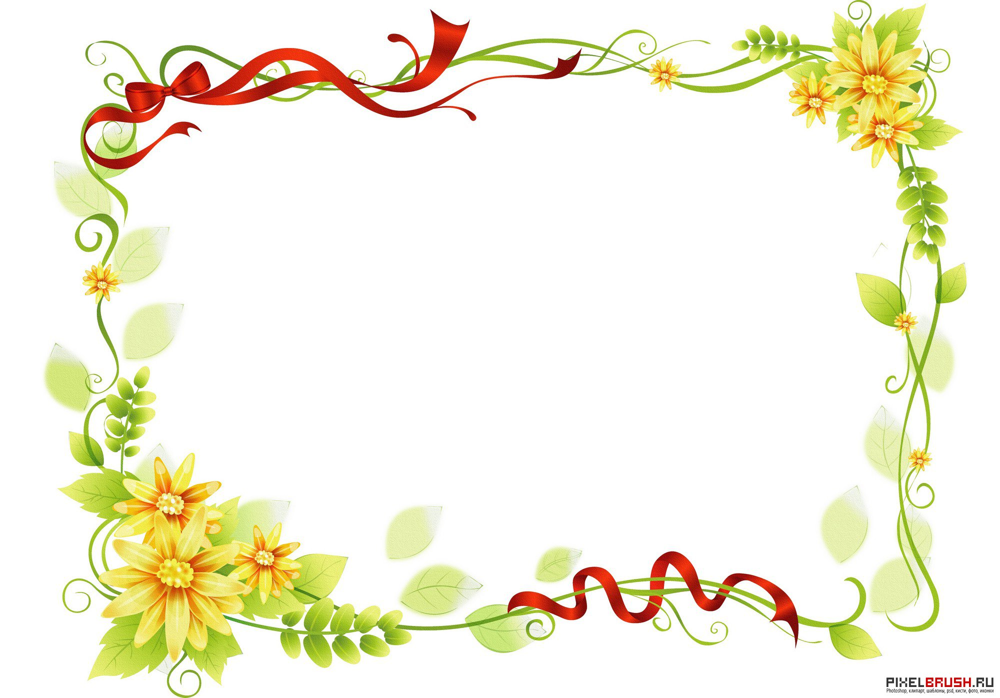 PIXELBRUSH.RU
Photoshop, клипарт, шаблоны, psd, кисти, фото, иконки